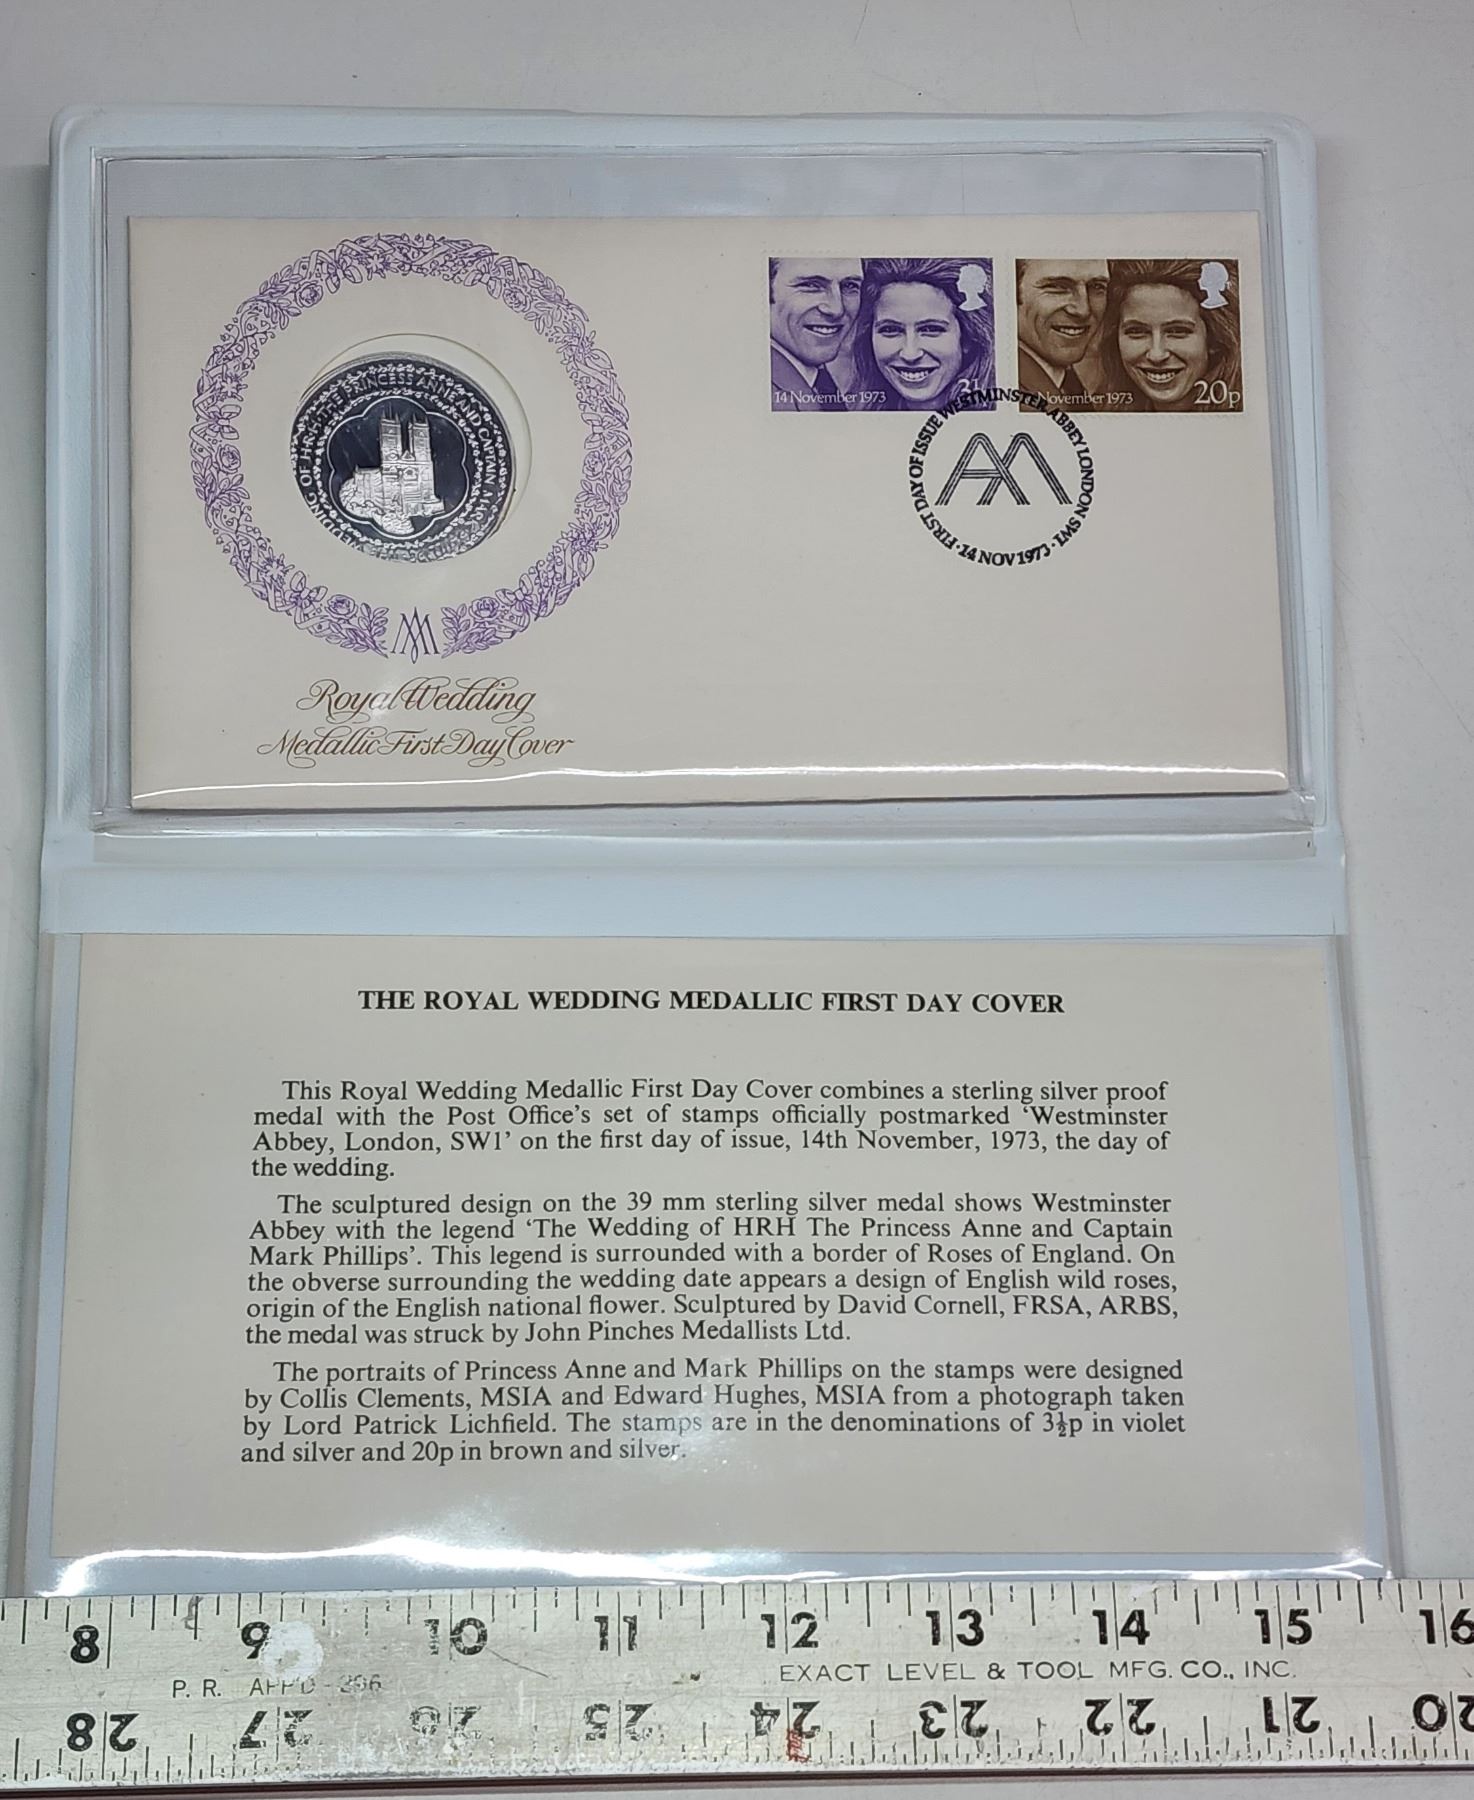 14 November 1973
November 1973
20p
WEDDING OF HRH THE PRINCESS ANNE AND CAPTAIN MARK
FIRST DAY OF ISSUE WESTMINSTER ABBEY LONDON SW1 · 14 NOV 1973 ·
Royal Wedding
Medallic First Day Cover
THE ROYAL WEDDING MEDALLIC FIRST DAY COVER
This Royal Wedding Medallic First Day Cover combines a sterling silver proof
medal with the Post Office's set of stamps officially postmarked ‘Westminster
Abbey, London, SW1’ on the first day of issue, 14th November, 1973, the day of
the wedding.
The sculptured design on the 39 mm sterling silver medal shows Westminster
Abbey with the legend ‘The Wedding of HRH The Princess Anne and Captain
Mark Phillips’. This legend is surrounded with a border of Roses of England. On
the obverse surrounding the wedding date appears a design of English wild roses,
origin of the English national flower. Sculptured by David Cornell, FRSA, ARBS,
the medal was struck by John Pinches Medallists Ltd.
The portraits of Princess Anne and Mark Phillips on the stamps were designed
by Collis Clements, MSIA and Edward Hughes, MSIA from a photograph taken
by Lord Patrick Lichfield. The stamps are in the denominations of 3½p in violet
and silver and 20p in brown and silver.
8 9 10 11 12 13 14 15 16
P. R. APP'D - 396
EXACT LEVEL & TOOL MFG. CO., INC.
28 27 26 25 24 23 22 21 20